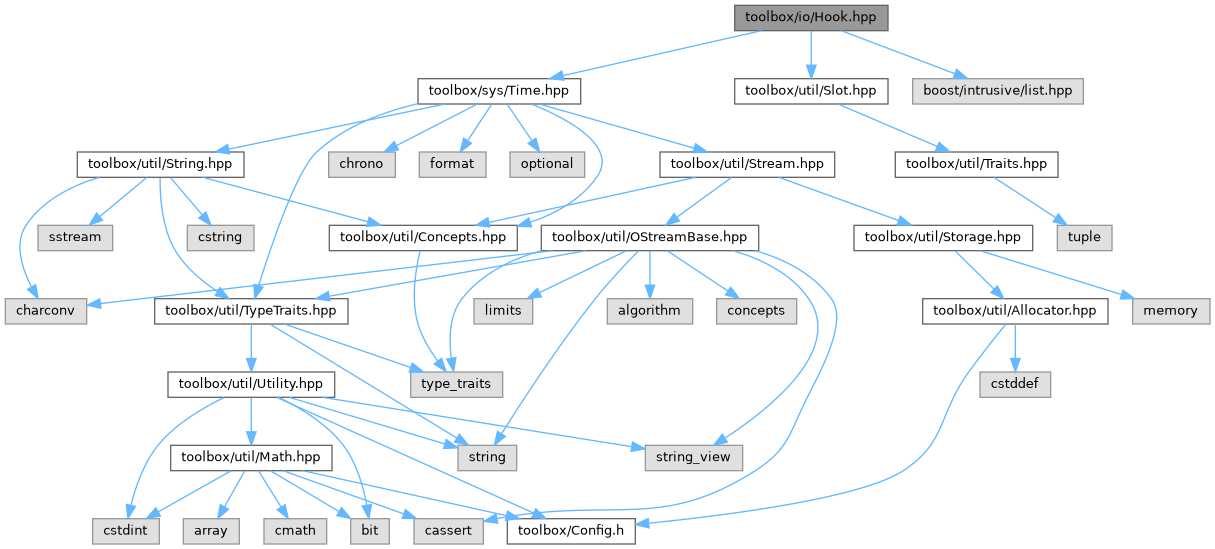 toolbox/io/Hook.hpp
toolbox/sys/Time.hpp
toolbox/util/Slot.hpp
boost/intrusive/list.hpp
toolbox/util/String.hpp
chrono
format
optional
toolbox/util/Stream.hpp
toolbox/util/Traits.hpp
sstream
cstring
toolbox/util/Concepts.hpp
toolbox/util/OStreamBase.hpp
toolbox/util/Storage.hpp
tuple
charconv
toolbox/util/TypeTraits.hpp
limits
algorithm
concepts
toolbox/util/Allocator.hpp
memory
toolbox/util/Utility.hpp
type_traits
cstddef
toolbox/util/Math.hpp
string
string_view
cstdint
array
cmath
bit
cassert
toolbox/Config.h